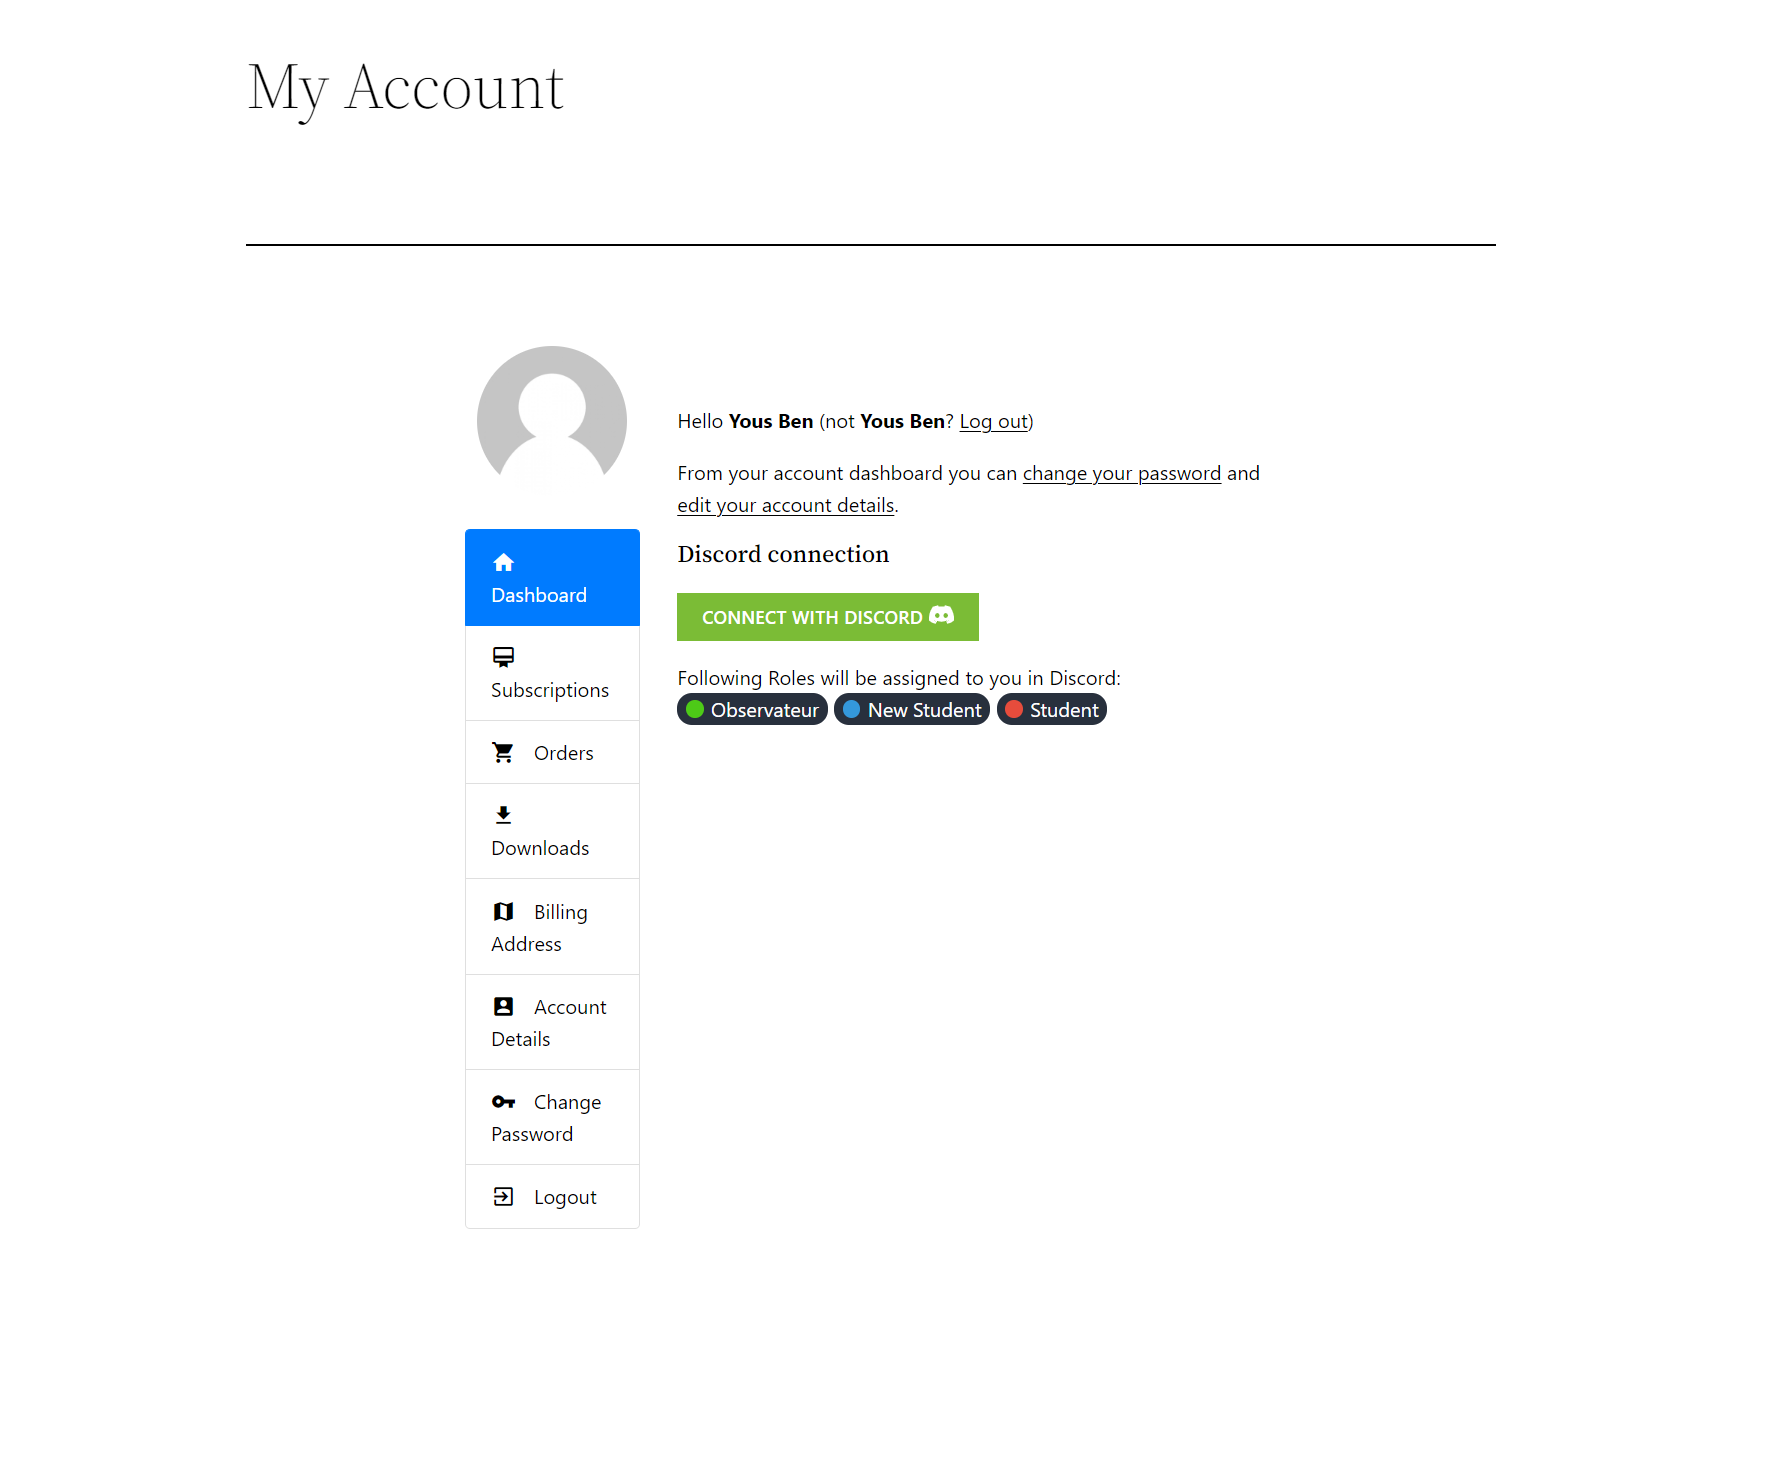 My Account
Hello Yous Ben (not Yous Ben? Log out)
From your account dashboard you can change your password and
edit your account details.
Discord connection
CONNECT WITH DISCORD
Following Roles will be assigned to you in Discord:
Observateur New Student Student
Dashboard
Subscriptions
Orders
Downloads
Billing
Address
Account
Details
Change
Password
Logout